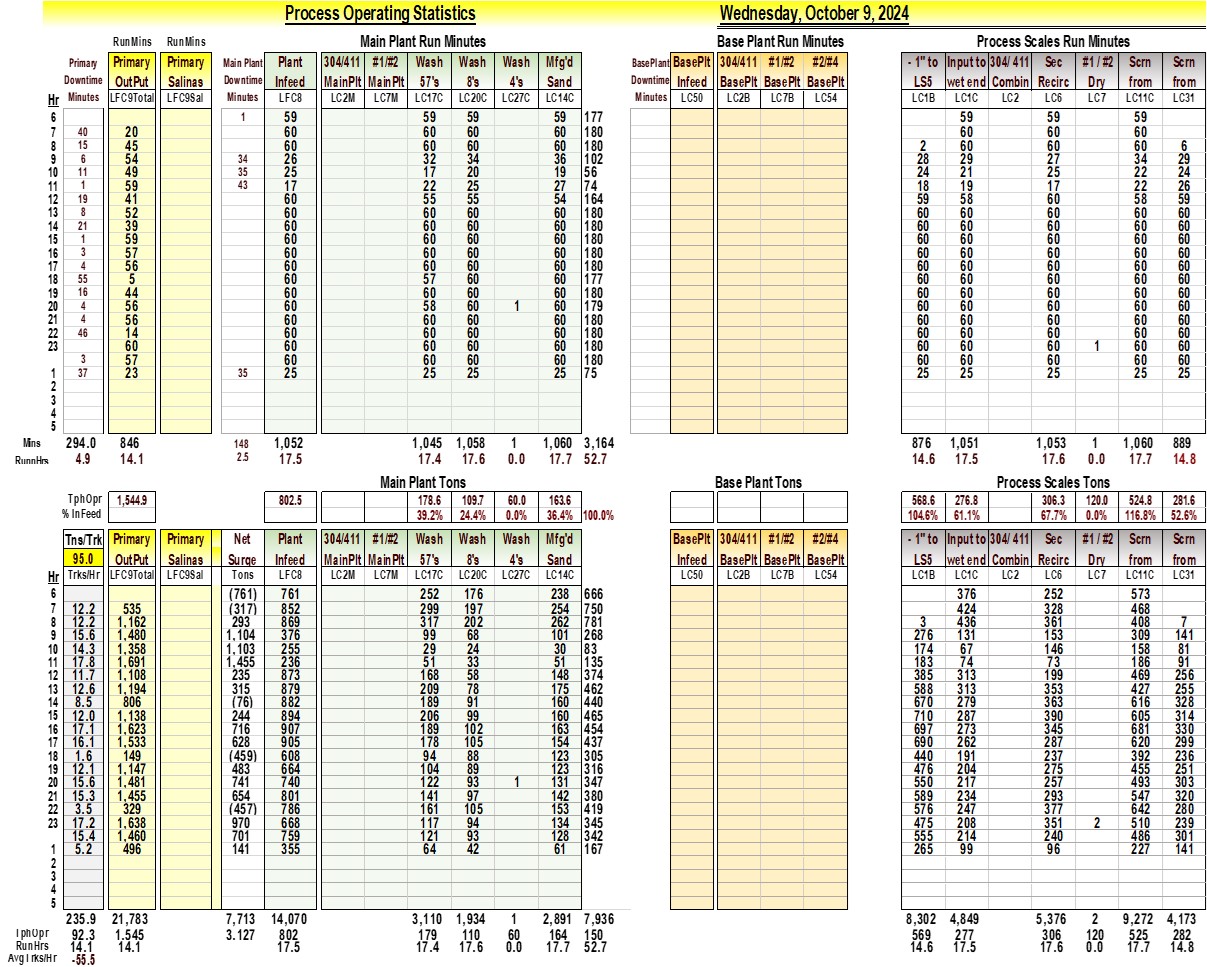 Process Operating Statistics Wednesday, October 9, 2024
RunMins RunMins Main Plant Run Minutes Base Plant Run Minutes Process Scales Run Minutes
Primary Primary Primary Main Plant Plant 304/411 #1/#2 Wash Wash Wash Mfg'd BasePlant BasePlt 304/411 #1/#2 #2/#4 - 1" to Input to 304/ 411 Sec #1 / #2 Scrn Scrn
Downtime OutPut Salinas Downtime Infeed MainPlt MainPlt 57's 8's 4's Sand Downtime Infeed BasePlt BasePlt BasePlt LS5 wet end Combin Recirc Dry from from
Hr Minutes LFC9Total LFC9Sal Minutes LFC8 LC2M LC7M LC17C LC20C LC27C LC14C Minutes LC50 LC2B LC7B LC54 LC1B LC1C LC2 LC6 LC7 LC11C LC31
6 1 59 59 59 59 177 59 59 59
7 40 20 60 60 60 60 180 60 60 60
8 15 45 60 60 60 60 180 2 60 60 60 6
9 6 54 34 26 32 34 36 102 28 29 27 34 29
10 11 49 35 25 17 20 19 56 24 21 25 22 24
11 1 59 43 17 22 25 27 74 18 19 17 22 26
12 19 41 60 55 55 54 164 59 58 60 58 59
13 8 52 60 60 60 60 180 60 60 60 60 60
14 21 39 60 60 60 60 180 60 60 60 60 60
15 1 59 60 60 60 60 180 60 60 60 60 60
16 3 57 60 60 60 60 180 60 60 60 60 60
17 4 56 60 60 60 60 180 60 60 60 60 60
18 55 5 60 57 60 60 177 60 60 60 60 60
19 16 44 60 60 60 60 180 60 60 60 60 60
20 4 56 60 58 60 1 60 179 60 60 60 60 60
21 4 56 60 60 60 60 180 60 60 60 60 60
22 46 14 60 60 60 60 180 60 60 60 60 60
23 60 60 60 60 60 180 60 60 60 1 60 60
3 57 60 60 60 60 180 60 60 60 60 60
1 37 23 35 25 25 25 25 75 25 25 25 25 25
2
3
4
5
Mins 294.0 846 148 1,052 1,045 1,058 1 1,060 3,164 876 1,051 1,053 1 1,060 889
RunnHrs 4.9 14.1 2.5 17.5 17.4 17.6 0.0 17.7 52.7 14.6 17.5 17.6 0.0 17.7 14.8
Main Plant Tons Base Plant Tons Process Scales Tons
TphOpr 1,544.9 802.5 178.6 109.7 60.0 163.6 568.6 276.8 306.3 120.0 524.8 281.6
% InFeed 39.2% 24.4% 0.0% 36.4% 100.0% 104.6% 61.1% 67.7% 0.0% 116.8% 52.6%
Tns/Trk Primary Primary Net Plant 304/411 #1/#2 Wash Wash Wash Mfg'd BasePlt 304/411 #1/#2 #2/#4 - 1" to Input to 304/ 411 Sec #1 / #2 Scrn Scrn
95.0 OutPut Salinas Surge Infeed MainPlt MainPlt 57's 8's 4's Sand Infeed BasePlt BasePlt BasePlt LS5 wet end Combin Recirc Dry from from
Hr Trks/Hr LFC9Total LFC9Sal Tons LFC8 LC2M LC7M LC17C LC20C LC27C LC14C LC50 LC2B LC7B LC54 LC1B LC1C LC2 LC6 LC7 LC11C LC31
6 (761) 761 252 176 238 666 376 252 573
7 12.2 535 (317) 852 299 197 254 750 424 328 468
8 12.2 1,162 293 869 317 202 262 781 3 436 361 408 7
9 15.6 1,480 1,104 376 99 68 101 268 276 131 153 309 141
10 14.3 1,358 1,103 255 29 24 30 83 174 67 146 158 81
11 17.8 1,691 1,455 236 51 33 51 135 183 74 73 186 91
12 11.7 1,108 235 873 168 58 148 374 385 313 199 469 256
13 12.6 1,194 315 879 209 78 175 462 588 313 353 427 255
14 8.5 806 (76) 882 189 91 160 440 670 279 363 616 328
15 12.0 1,138 244 894 206 99 160 465 710 287 390 605 314
16 17.1 1,623 716 907 189 102 163 454 697 273 345 681 330
17 16.1 1,533 628 905 178 105 154 437 690 262 287 620 299
18 1.6 149 (459) 608 94 88 123 305 440 191 237 392 236
19 12.1 1,147 483 664 104 89 123 316 476 204 275 455 251
20 15.6 1,481 741 740 122 93 1 131 347 550 217 257 493 303
21 15.3 1,455 654 801 141 97 142 380 589 234 293 547 320
22 3.5 329 (457) 786 161 105 153 419 576 247 377 642 280
23 17.2 1,638 970 668 117 94 134 345 475 208 351 2 510 239
15.4 1,460 701 759 121 93 128 342 555 214 240 486 301
1 5.2 496 141 355 64 42 61 167 265 99 96 227 141
2
3
4
5
235.9 21,783 7,713 14,070 3,110 1,934 1 2,891 7,936 8,302 4,849 5,376 2 9,272 4,173
TphOpr 92.3 1.545 3.127 802 179 110 60 164 150 569 277 306 120 525 282
RunHrs 14.1 14.1 17.5 17.4 17.6 0.0 17.7 52.7 14.6 17.5 17.6 0.0 17.7 14.8
AvgTrks/Hr -55.5